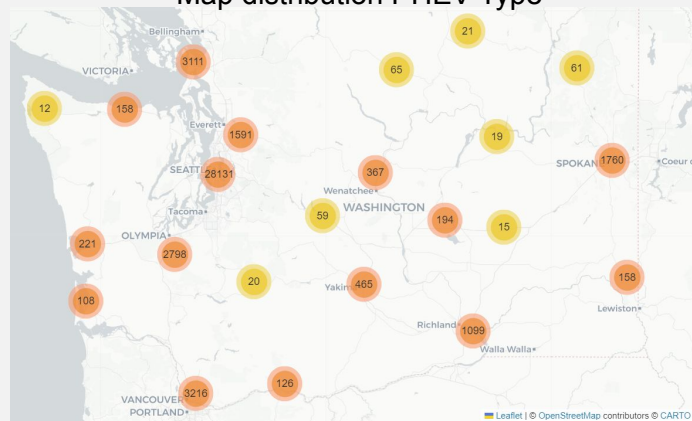 Map distribution PHEV Type
21
Bellingham
3111
65
61
VICTORIA
12
158
Everett
1591
19
SEATT
28131
367
SPOKAN
1760
Coeur d
Wenatchee
WASHINGTON
59
194
15
Tacoma
OLYMPIA
221
2798
20
465
Yakim
158
108
Lewiston
Richland
1099
Walla Walla
126
3216
VANCOUVER
PORTLAND
Leaflet | © OpenStreetMap contributors © CARTO